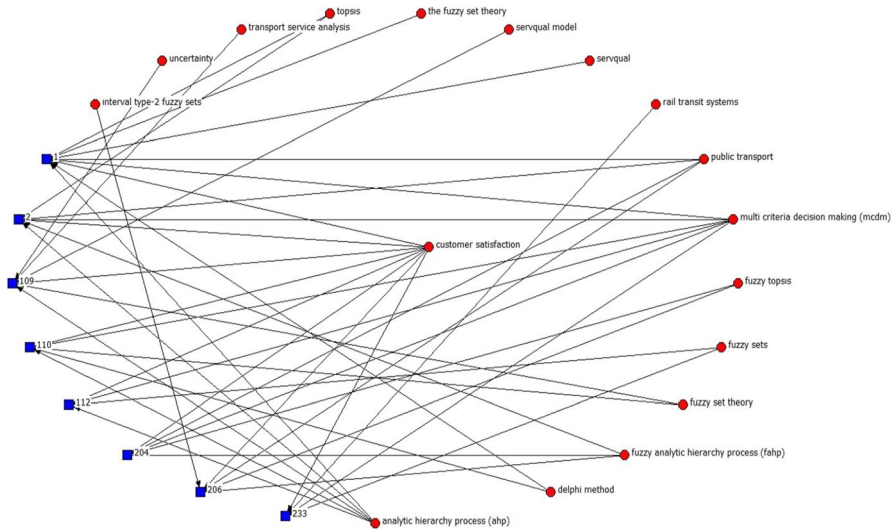 topsis
the fuzzy set theory
transport service analysis
servqual model
uncertainty
servqual
interval type-2 fuzzy sets
rail transit systems
1
public transport
2
multi criteria decision making (mcdm)
customer satisfaction
109
fuzzy topsis
110
fuzzy sets
112
fuzzy set theory
204
fuzzy analytic hierarchy process (fahp)
206
delphi method
233
analytic hierarchy process (ahp)